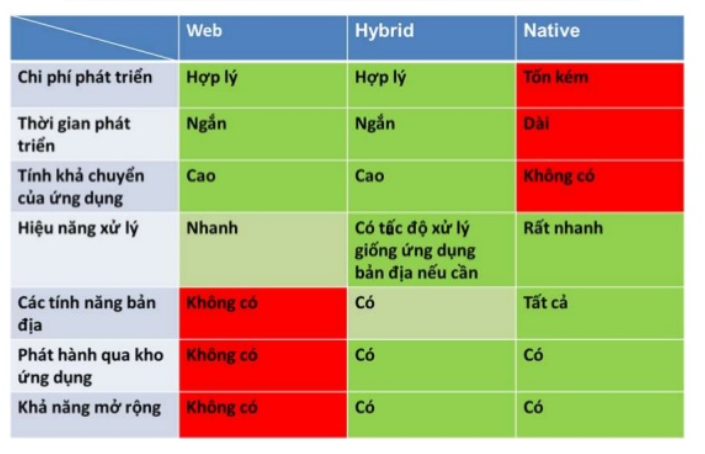 Web Hybrid Native
Chi phí phát triển Hợp lý Hợp lý Tốn kém
Thời gian phát Ngắn Ngắn Dài
triển
Tính khả chuyển Cao Cao Không có
của ứng dụng
Hiệu năng xử lý Nhanh Có tốc độ xử lý Rất nhanh
giống ứng dụng
bản địa nếu cần
Các tính năng bản Không có Có Tất cả
địa
Phát hành qua kho Không có Có Có
ứng dụng
Khả năng mở rộng Không có Có Có